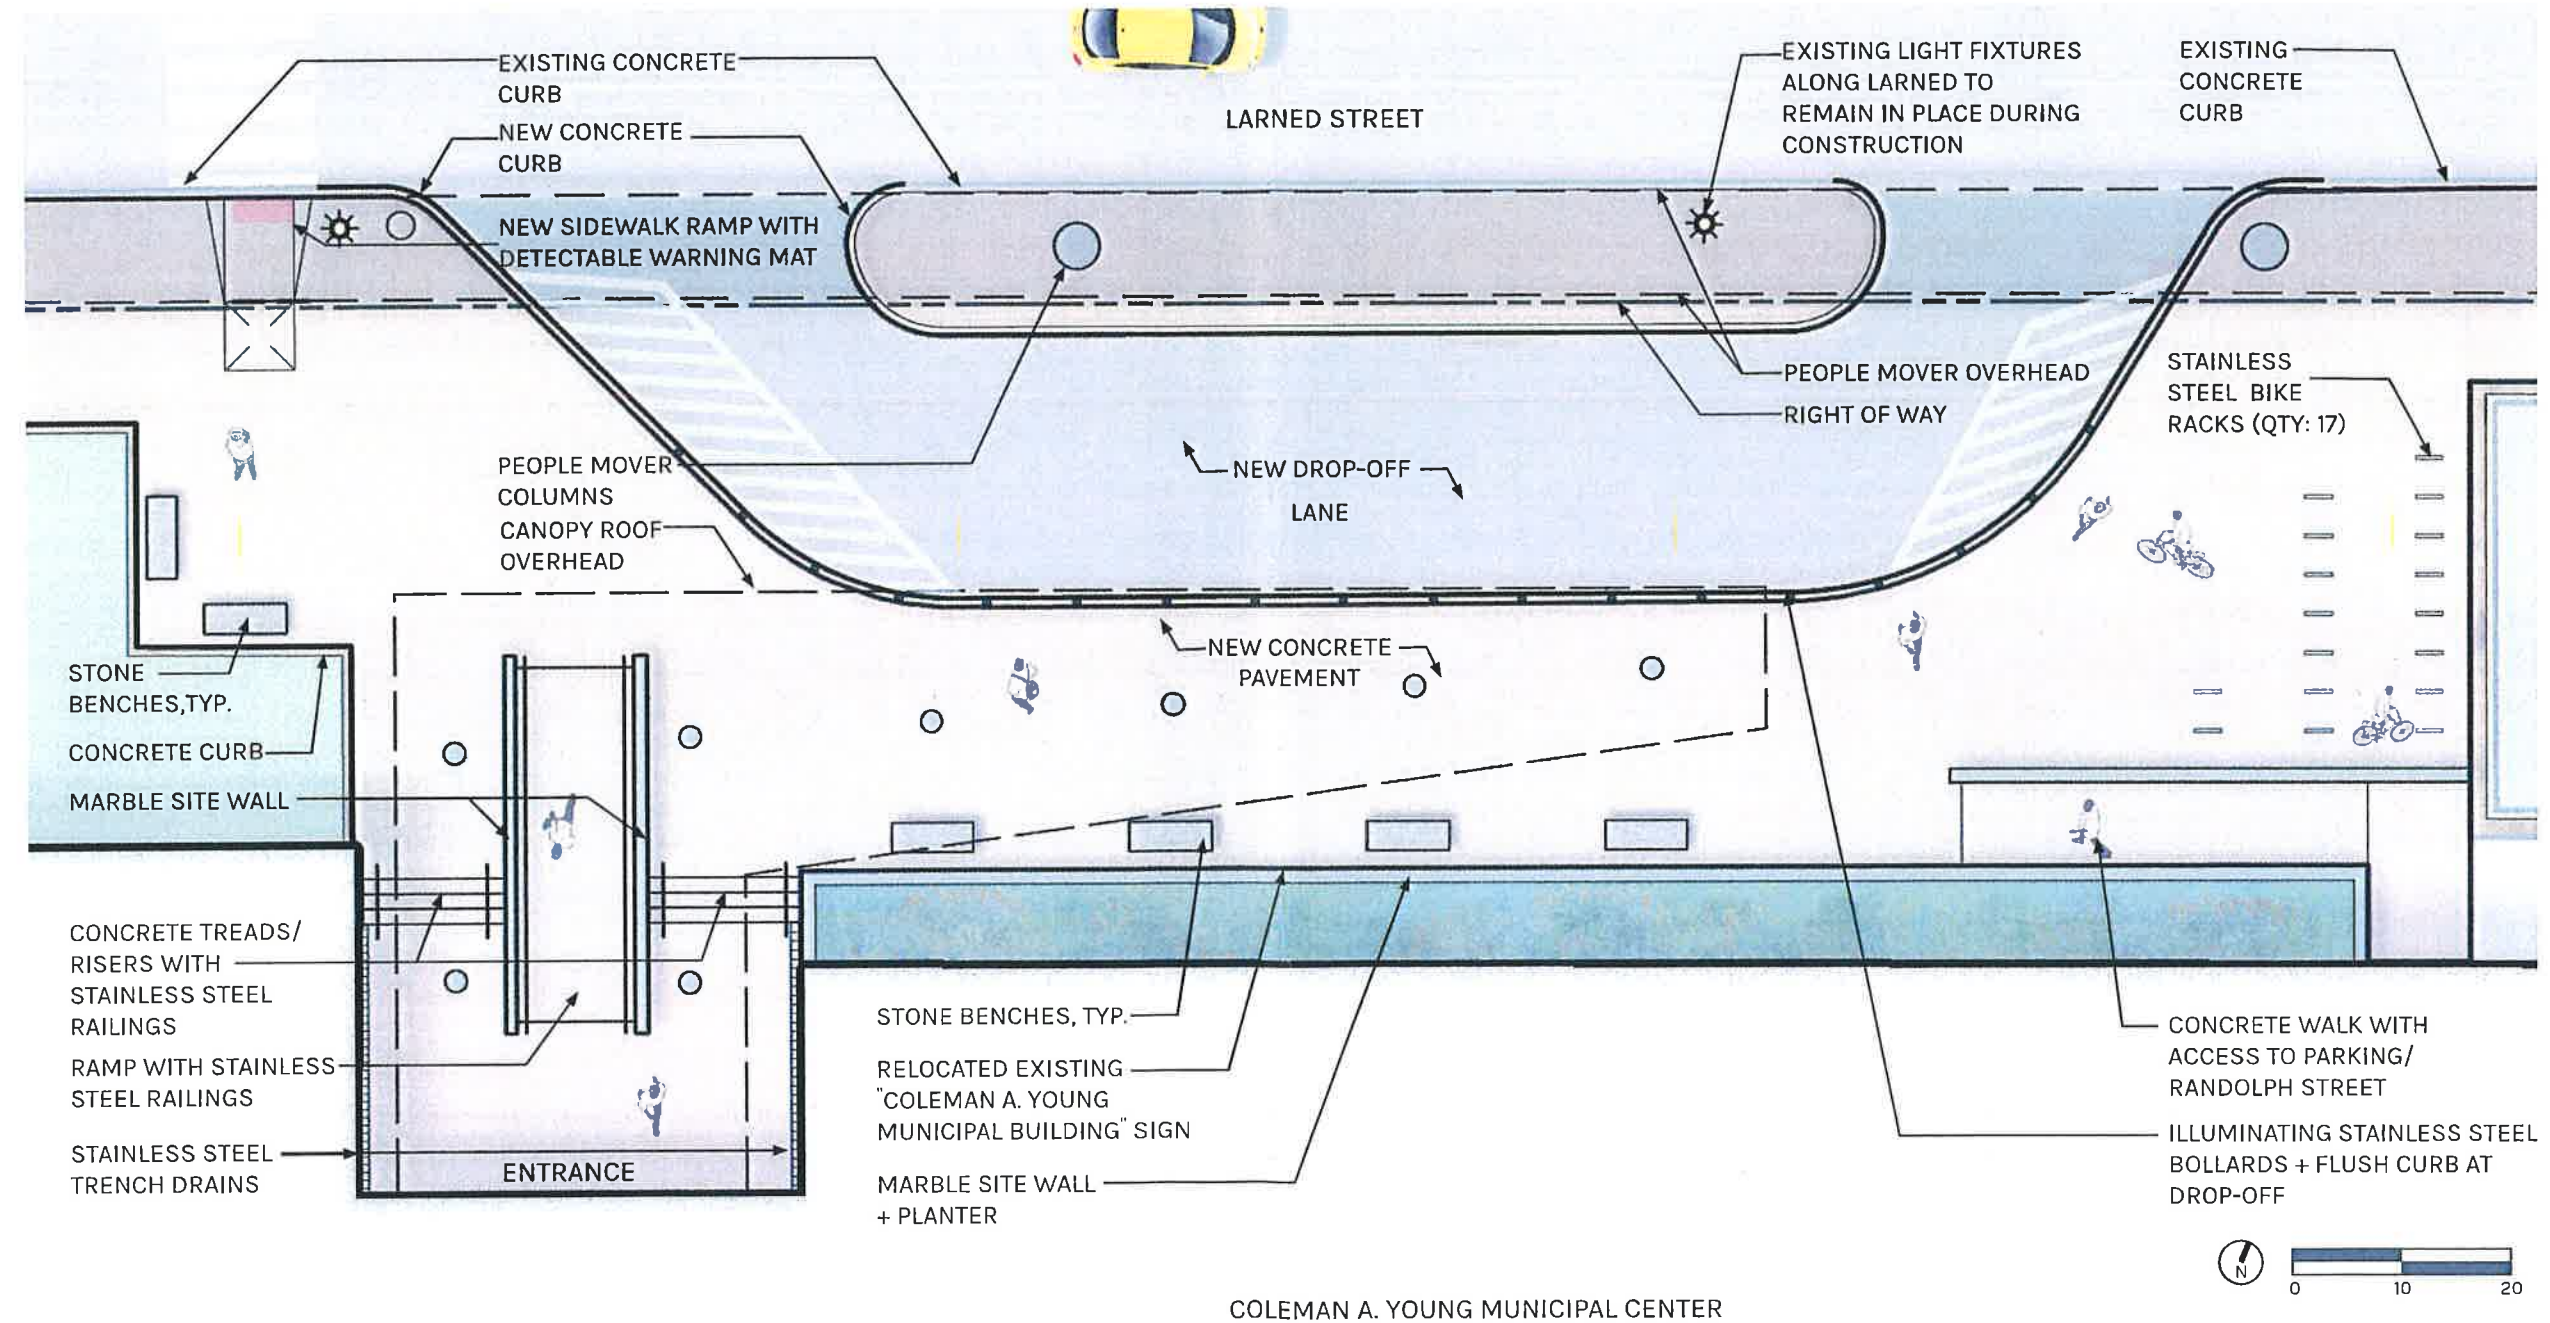 EXISTING CONCRETE
CURB
NEW CONCRETE
CURB
NEW SIDEWALK RAMP WITH
DETECTABLE WARNING MAT
LARNED STREET
EXISTING LIGHT FIXTURES
ALONG LARNED TO
REMAIN IN PLACE DURING
CONSTRUCTION
EXISTING
CONCRETE
CURB
PEOPLE MOVER OVERHEAD
RIGHT OF WAY
STAINLESS
STEEL BIKE
RACKS (QTY: 17)
PEOPLE MOVER
COLUMNS
CANOPY ROOF
OVERHEAD
NEW DROP-OFF
LANE
NEW CONCRETE
PAVEMENT
STONE
BENCHES,TYP.
CONCRETE CURB
MARBLE SITE WALL
CONCRETE TREADS/
RISERS WITH
STAINLESS STEEL
RAILINGS
RAMP WITH STAINLESS
STEEL RAILINGS
STAINLESS STEEL
TRENCH DRAINS
ENTRANCE
STONE BENCHES, TYP.
RELOCATED EXISTING
"COLEMAN A. YOUNG
MUNICIPAL BUILDING" SIGN
MARBLE SITE WALL
+ PLANTER
CONCRETE WALK WITH
ACCESS TO PARKING/
RANDOLPH STREET
ILLUMINATING STAINLESS STEEL
BOLLARDS + FLUSH CURB AT
DROP-OFF
N
0 10 20
COLEMAN A. YOUNG MUNICIPAL CENTER